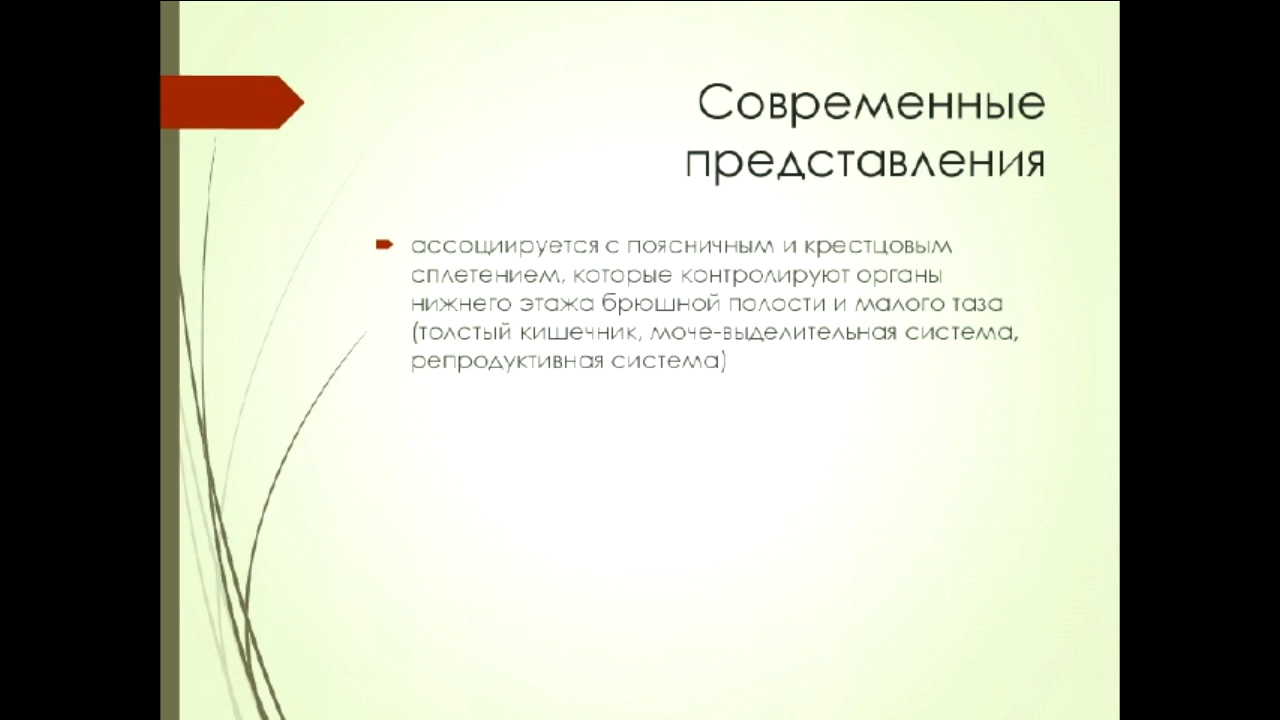 Современные
представления
ассоциируется с поясничным и крестцовым
сплетением, которые контролируют органы
нижнего этажа брюшной полости и малого таза
(толстый кишечник, моче-выделительная система,
репродуктивная система)